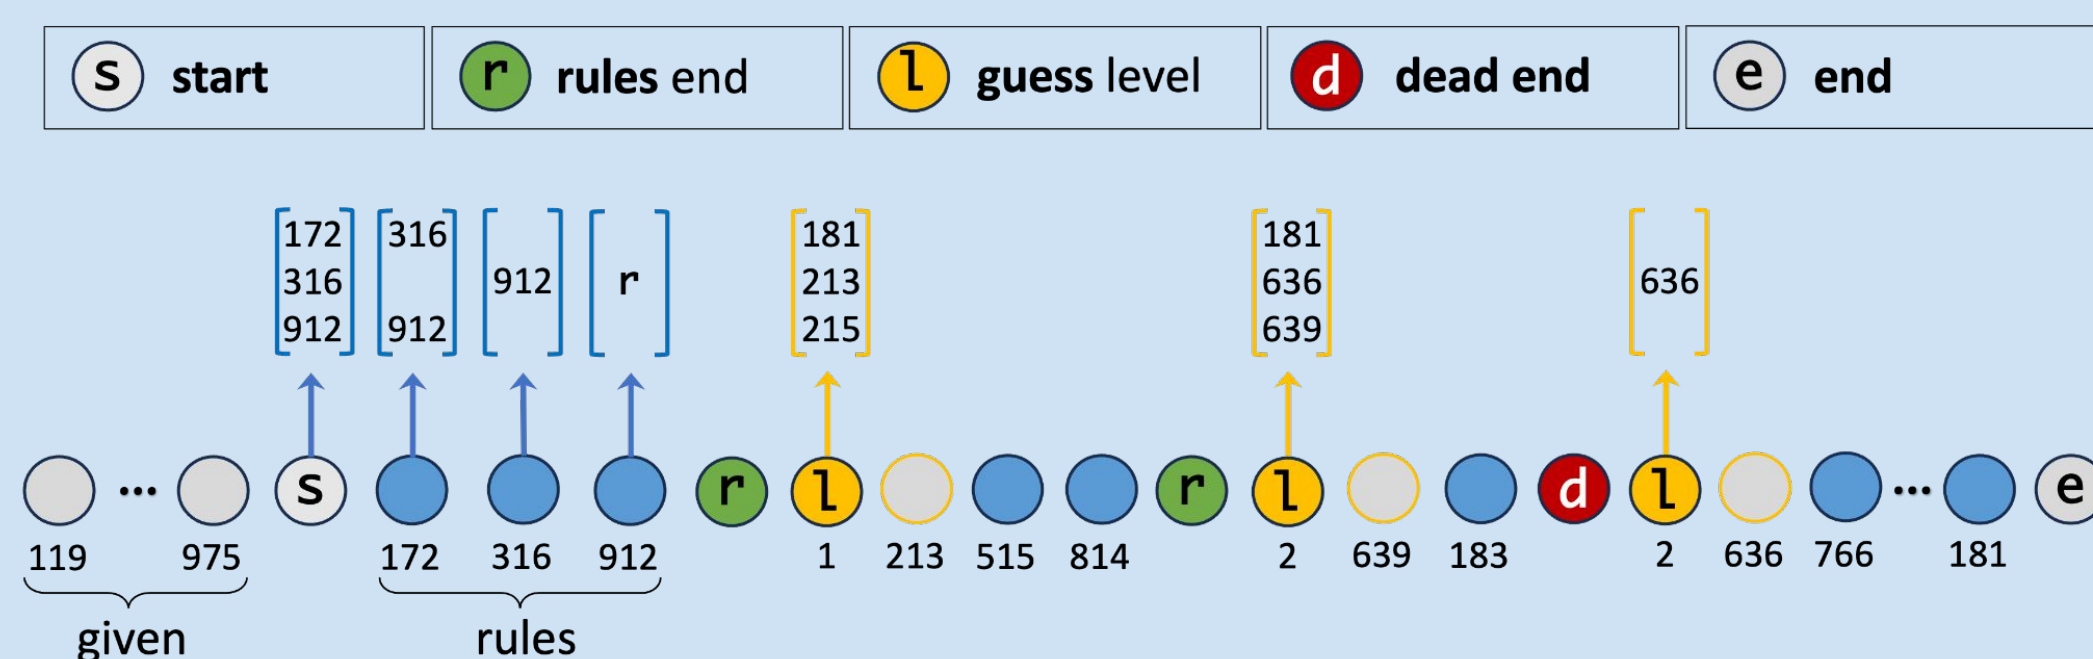 s start r rules end l guess level d dead end e end
172 316 181 181
316 912 r 213 636 636
912 912 215 639
... s r l r l d l ... e
119 975 172 316 912 1 213 515 814 2 639 183 2 636 766 181
given rules